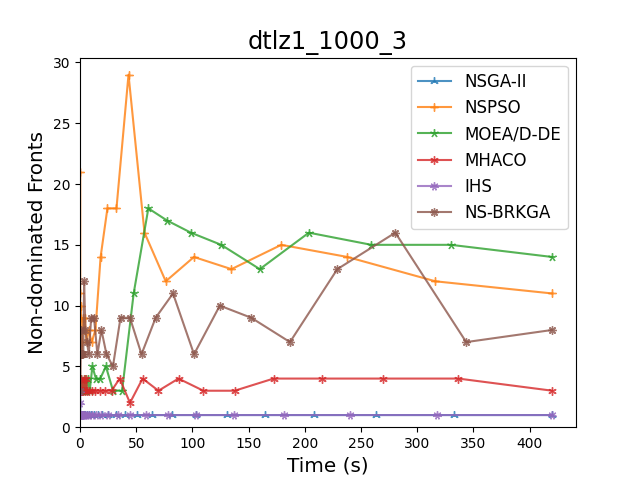 dtlz1_1000_3
Non-dominated Fronts
30
25
20
15
10
5
0
NSGA-II
NSPSO
MOEA/D-DE
MHACO
IHS
NS-BRKGA
0 50 100 150 200 250 300 350 400
Time (s)